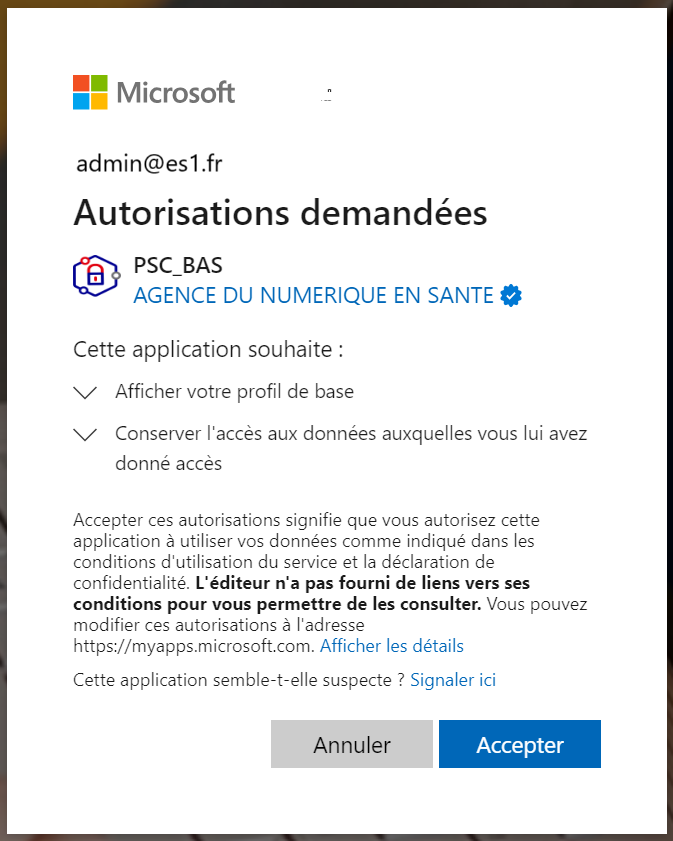 Microsoft
admin@es1.fr
Autorisations demandées
PSC_BAS
AGENCE DU NUMERIQUE EN SANTE
Cette application souhaite :
Afficher votre profil de base
Conserver l'accès aux données auxquelles vous lui avez
donné accès
Accepter ces autorisations signifie que vous autorisez cette
application à utiliser vos données comme indiqué dans les
conditions d'utilisation du service et la déclaration de
confidentialité. L'éditeur n'a pas fourni de liens vers ses
conditions pour vous permettre de les consulter. Vous pouvez
modifier ces autorisations à l'adresse
https://myapps.microsoft.com. Afficher les détails
Cette application semble-t-elle suspecte ? Signaler ici
Annuler
Accepter